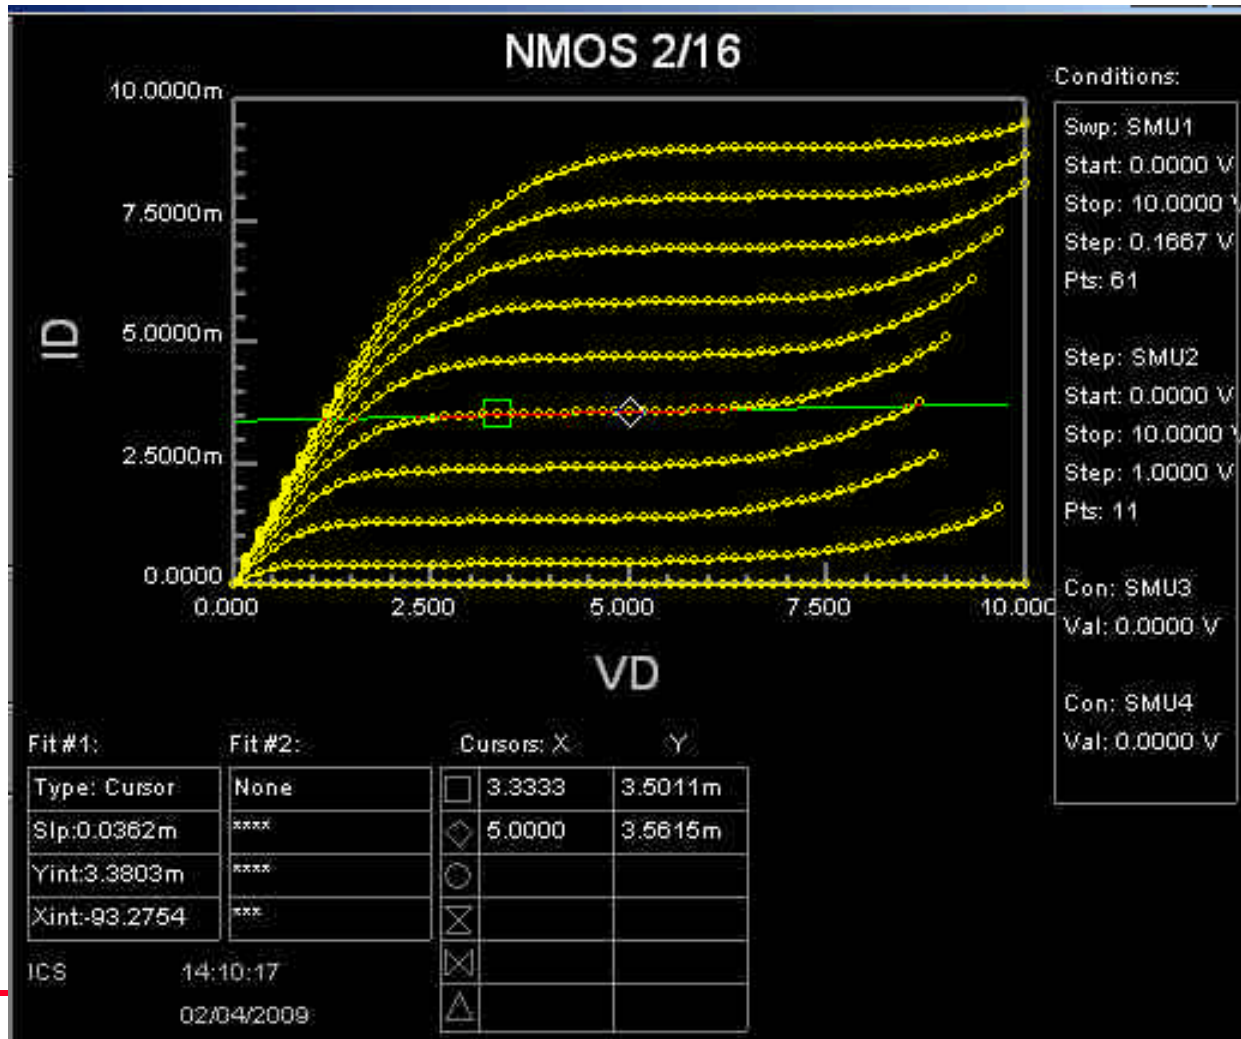 NMOS 2/16
Conditions:
10.0000m
7.5000m
5.0000m
2.5000m
0.0000
ID
0.000 2.500 5.000 7.500 10.000
VD
Swp: SMU1
Start: 0.0000 V
Stop: 10.0000 V
Step: 0.1667 V
Pts: 61
Step: SMU2
Start: 0.0000 V
Stop: 10.0000 V
Step: 1.0000 V
Pts: 11
Con: SMU3
Val: 0.0000 V
Con: SMU4
Val: 0.0000 V
Fit #1: Fit #2: Cursors: X Y
Type: Cursor None 3.3333 3.5011m
Slp:0.0362m **** 5.0000 3.5615m
Yint:3.3803m ****
Xint:-93.2754 ***
ICS 14:10:17
02/04/2009